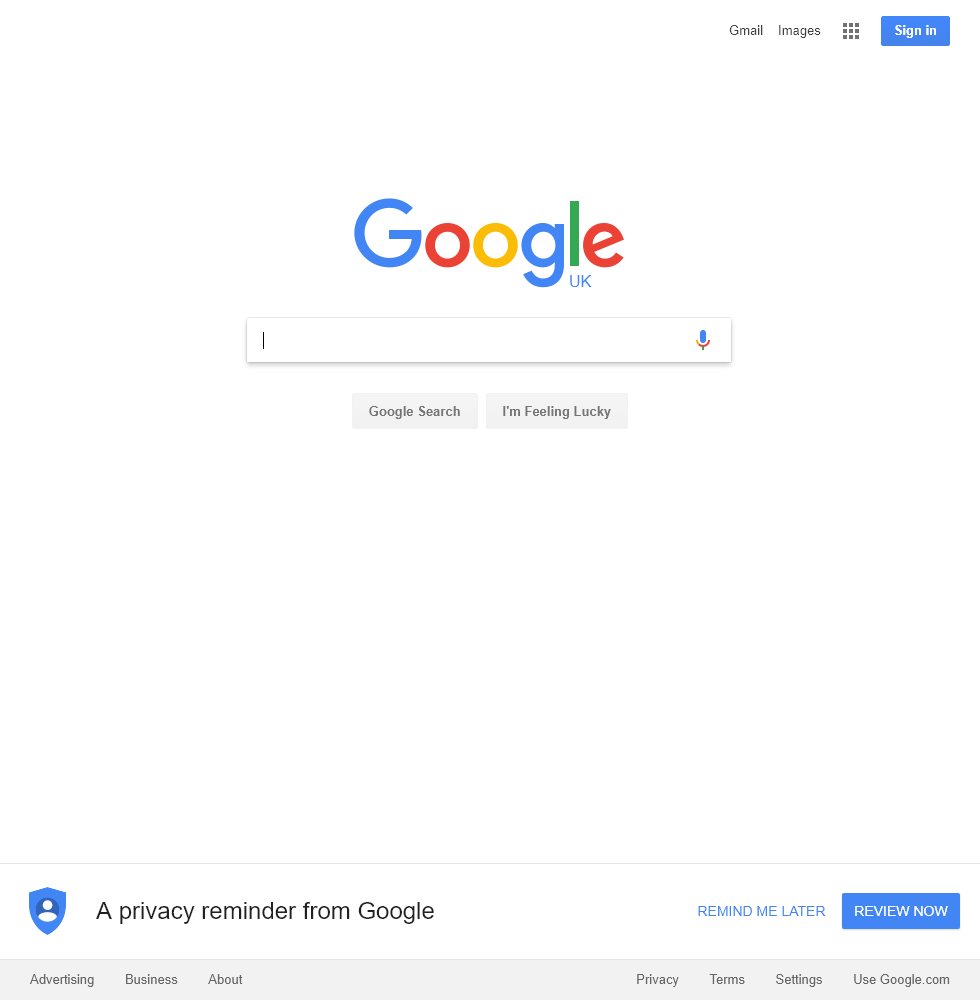 Gmail Images Sign in
Google
UK
Google Search I'm Feeling Lucky
A privacy reminder from Google REMIND ME LATER REVIEW NOW
Advertising Business About Privacy Terms Settings Use Google.com